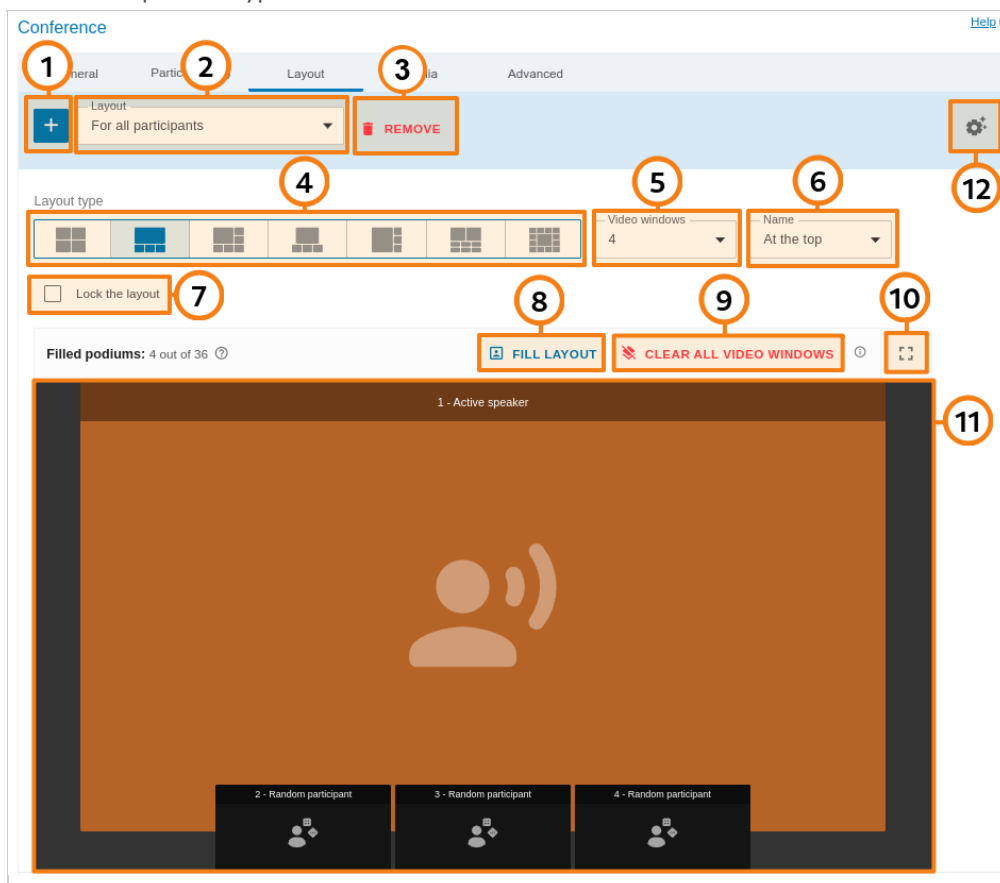 Conference
Help
1
neral
Partic
2
Layout
3
ia
Advanced
Layout
For all participants
REMOVE
12
4
5
6
Layout type
Video windows
4
Name
At the top
Lock the layout
7
8
9
10
Filled podiums: 4 out of 36
FILL LAYOUT
CLEAR ALL VIDEO WINDOWS
1 - Active speaker
11
2 - Random participant
3 - Random participant
4 - Random participant